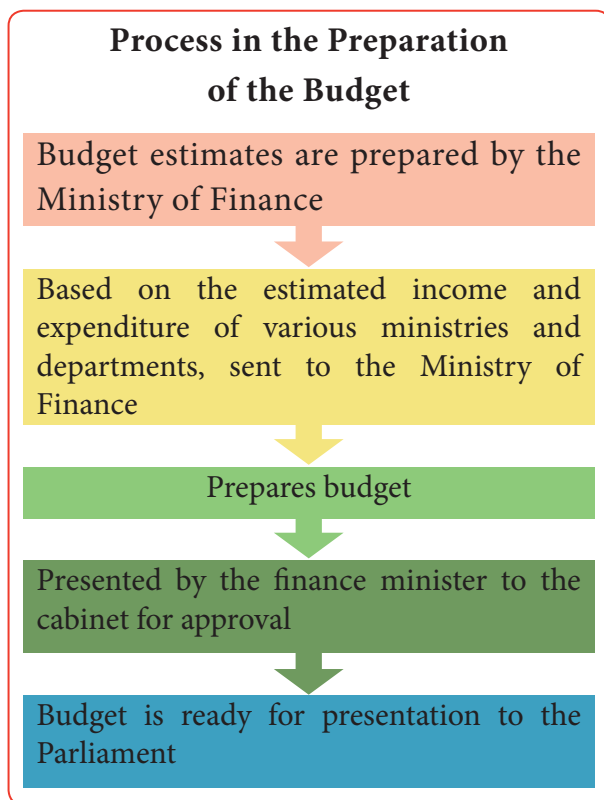 Process in the Preparation
of the Budget
Budget estimates are prepared by the
Ministry of Finance
Based on the estimated income and
expenditure of various ministries and
departments, sent to the Ministry of
Finance
Prepares budget
Presented by the finance minister to the
cabinet for approval
Budget is ready for presentation to the
Parliament